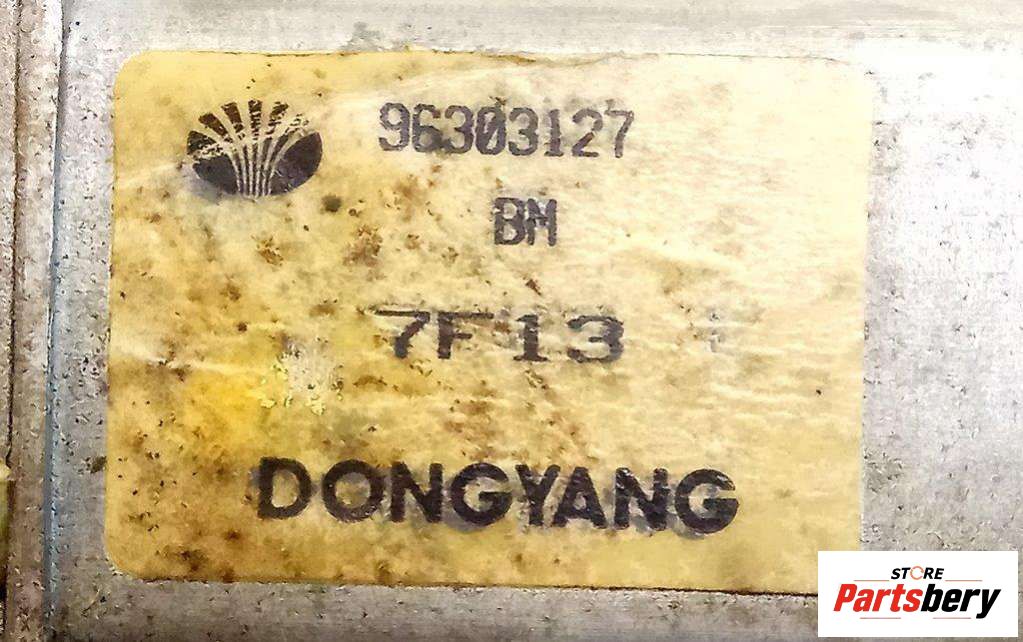 96303127
BM
7F13
DONGYANG
STORE
Partsbery